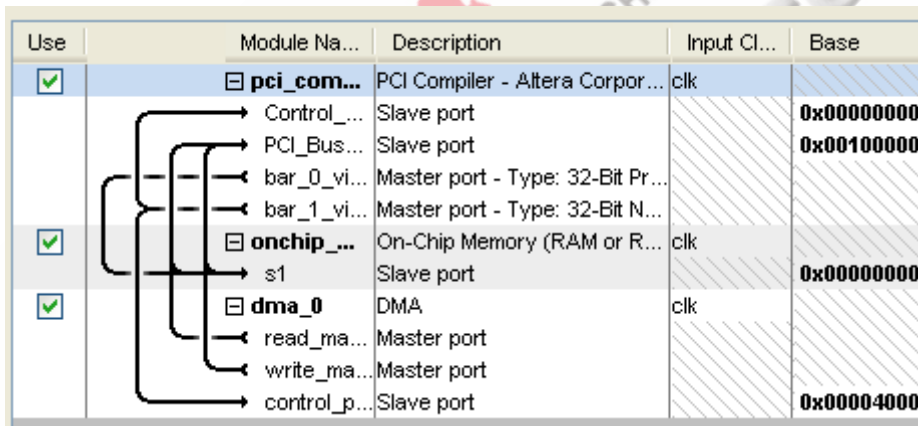 Use Module Na... Description Input Cl... Base
pci_com... PCI Compiler - Altera Corpor... clk
Control_... Slave port 0x00000000
PCI_Bus... Slave port 0x00100000
bar_0_vi... Master port - Type: 32-Bit Pr...
bar_1_vi... Master port - Type: 32-Bit N...
onchip_... On-Chip Memory (RAM or R... clk
s1 Slave port 0x00000000
dma_0 DMA clk
read_ma... Master port
write_ma... Master port
control_p... Slave port 0x00004000